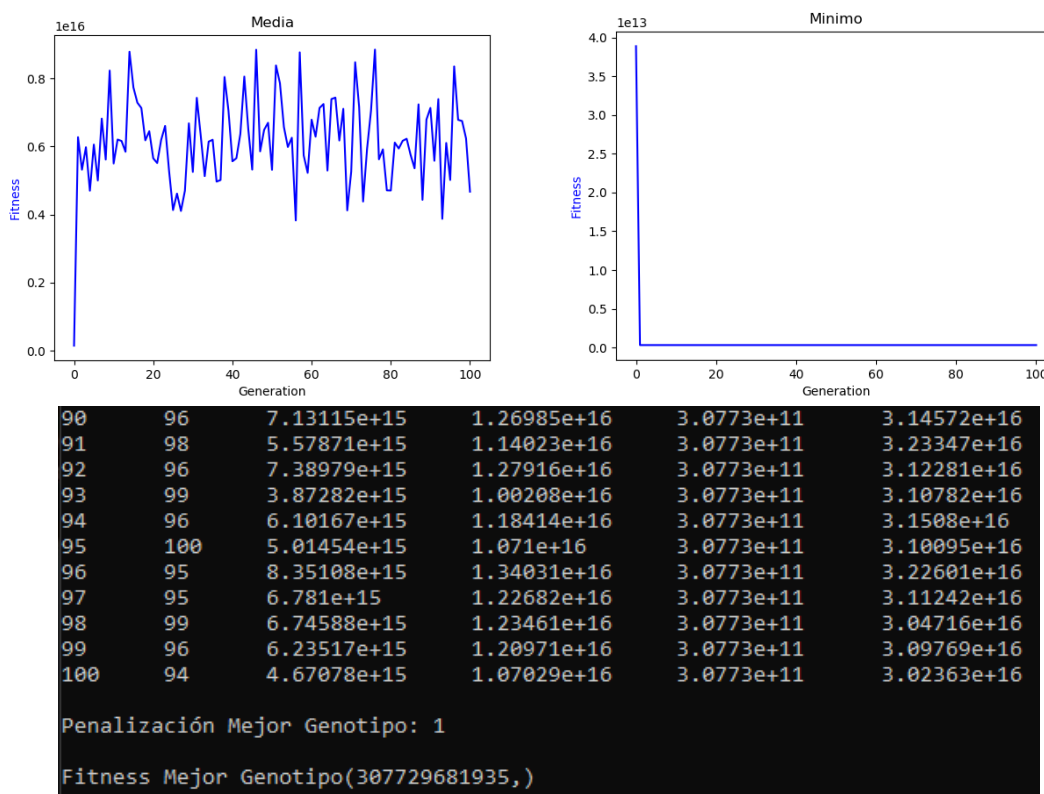 Media
1e16
0.8
0.6
0.4
0.2
0.0
Fitness
0 20 40 60 80 100
Generation
Minimo
1e13
4.0
3.5
3.0
2.5
2.0
1.5
1.0
0.5
0.0
Fitness
0 20 40 60 80 100
Generation
90 96 7.13115e+15 1.26985e+16 3.0773e+11 3.14572e+16
91 98 5.57871e+15 1.14023e+16 3.0773e+11 3.23347e+16
92 96 7.38979e+15 1.27916e+16 3.0773e+11 3.12281e+16
93 99 3.87282e+15 1.00208e+16 3.0773e+11 3.10782e+16
94 96 6.10167e+15 1.18414e+16 3.0773e+11 3.1508e+16
95 100 5.01454e+15 1.071e+16 3.0773e+11 3.10095e+16
96 95 8.35108e+15 1.34031e+16 3.0773e+11 3.22601e+16
97 95 6.781e+15 1.22682e+16 3.0773e+11 3.11242e+16
98 99 6.74588e+15 1.23461e+16 3.0773e+11 3.04716e+16
99 96 6.23517e+15 1.20971e+16 3.0773e+11 3.09769e+16
100 94 4.67078e+15 1.07029e+16 3.0773e+11 3.02363e+16
Penalización Mejor Genotipo: 1
Fitness Mejor Genotipo(307729681935,)